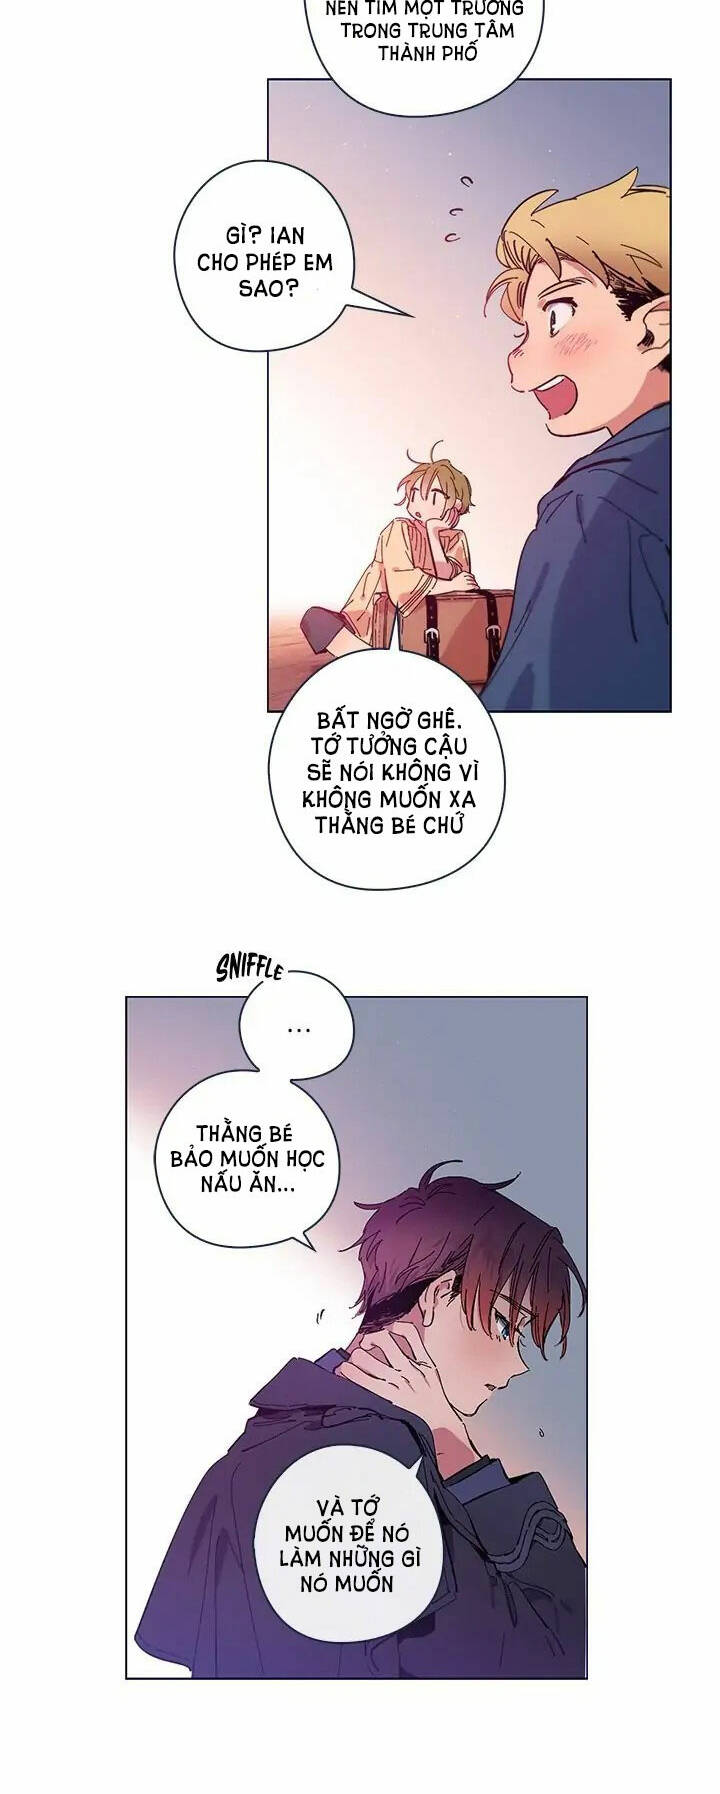 NÊN TÌM MỘT TRƯỜNG
TRONG TRUNG TÂM
THÀNH PHỐ
GÌ? IAN
CHO PHÉP EM
SAO?
BẤT NGỜ GHÊ.
TỚ TƯỞNG CẬU
SẼ NÓI KHÔNG VÌ
KHÔNG MUỐN XA
THẰNG BÉ CHỨ
SNIFFLE
...
THẰNG BÉ
BẢO MUỐN HỌC
NẤU ĂN...
VÀ TỚ
MUỐN ĐỂ NÓ
LÀM NHỮNG GÌ
NÓ MUỐN